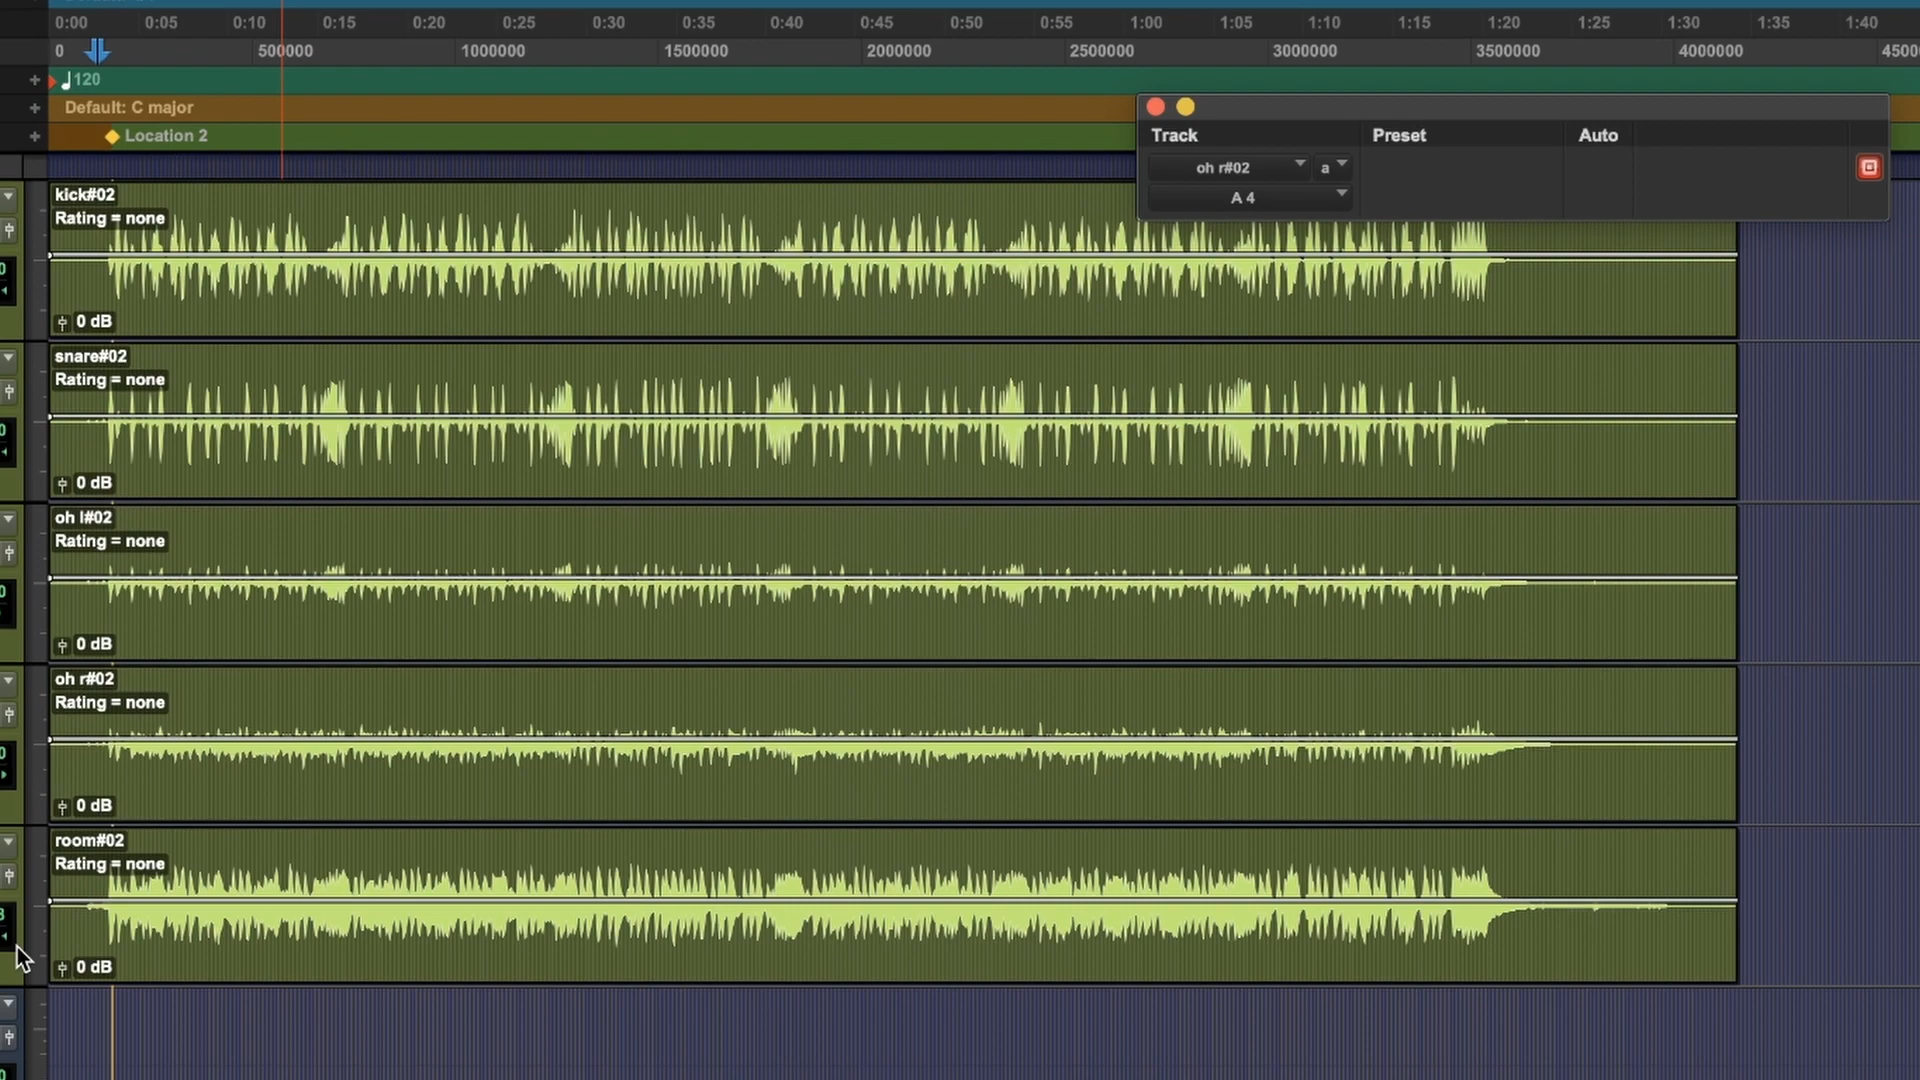 0:00 0:05 0:10 0:15 0:20 0:25 0:30 0:35 0:40 0:45 0:50 0:55 1:00 1:05 1:10 1:15 1:20 1:25 1:30 1:35 1:40
0 500000 1000000 1500000 2000000 2500000 3000000 3500000 4000000 4500
120
Default: C major
Location 2
Track Preset Auto
oh r#02 a
A 4
kick#02
Rating = none
0 dB
snare#02
Rating = none
0 dB
oh l#02
Rating = none
0 dB
oh r#02
Rating = none
0 dB
room#02
Rating = none
0 dB